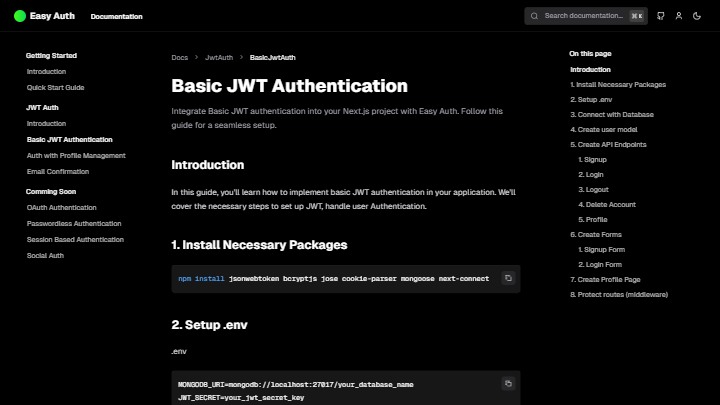 Easy Auth
Documentation
Search documentation...
⌘ K
Getting Started
Introduction
Quick Start Guide
JWT Auth
Introduction
Basic JWT Authentication
Auth with Profile Management
Email Confirmation
Comming Soon
OAuth Authentication
Passwordless Authentication
Session Based Authentication
Social Auth
Docs > JwtAuth > BasicJwtAuth
Basic JWT Authentication
Integrate Basic JWT authentication into your Next.js project with Easy Auth. Follow this
guide for a seamless setup.
Introduction
In this guide, you'll learn how to implement basic JWT authentication in your application. We'll
cover the necessary steps to set up JWT, handle user Authentication.
1. Install Necessary Packages
npm install jsonwebtoken bcryptjs jose cookie-parser mongoose next-connect
2. Setup .env
.env
MONGODB_URI=mongodb://localhost:27017/your_database_name
JWT_SECRET=your_jwt_secret_key
On this page
Introduction
1. Install Necessary Packages
2. Setup .env
3. Connect with Database
4. Create user model
5. Create API Endpoints
1. Signup
2. Login
3. Logout
4. Delete Account
5. Profile
6. Create Forms
1. Signup Form
2. Login Form
7. Create Profile Page
8. Protect routes (middleware)